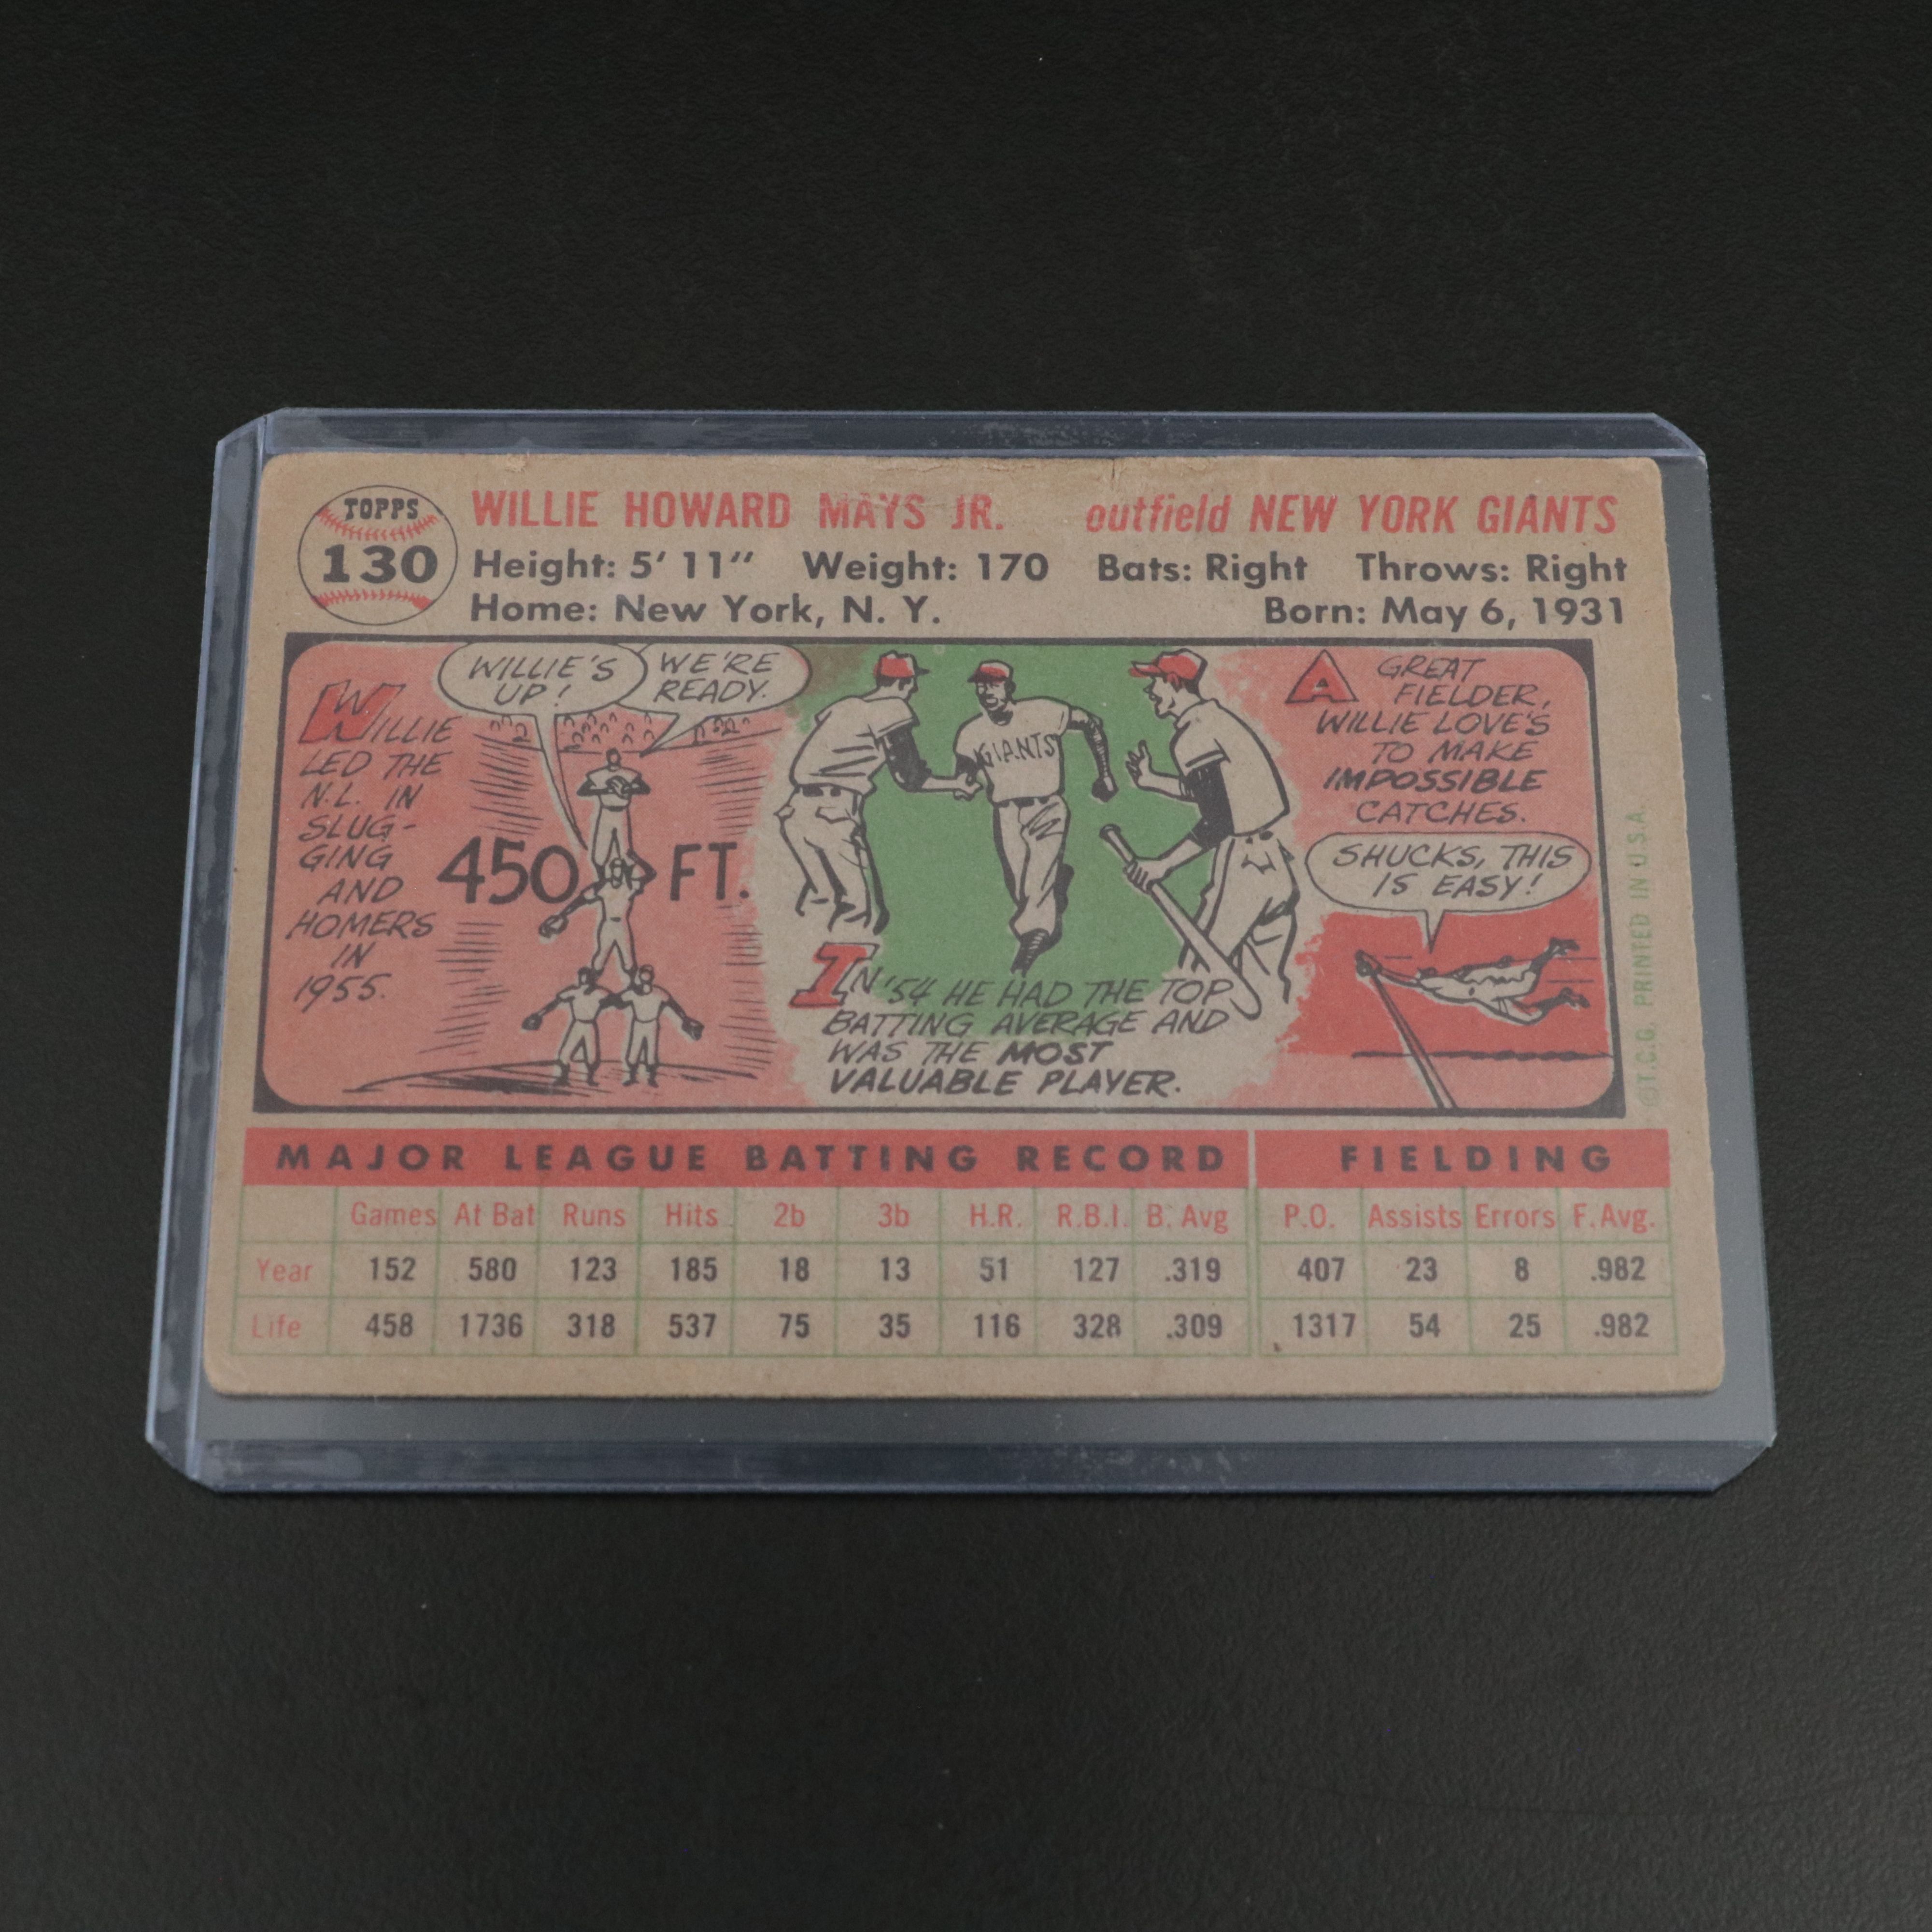 TOPPS
130
WILLIE HOWARD MAYS JR. outfield NEW YORK GIANTS
Height: 5' 11" Weight: 170 Bats: Right Throws: Right
Home: New York, N. Y. Born: May 6, 1931
WILLIE'S
UP!
WE'RE
READY.
WILLIE
LED THE
N.L. IN
SLUG-
GING
AND
HOMERS
IN
1955.
450 FT.
GIANTS
IN '54 HE HAD THE TOP
BATTING AVERAGE AND
WAS THE MOST
VALUABLE PLAYER.
A GREAT
FIELDER,
WILLIE LOVE'S
TO MAKE
IMPOSSIBLE
CATCHES.
SHUCKS, THIS
IS EASY!
©T.C.G. PRINTED IN U.S.A.
MAJOR LEAGUE BATTING RECORD FIELDING
Games At Bat Runs Hits 2b 3b H.R. R.B.I. B. Avg P.O. Assists Errors F. Avg.
Year 152 580 123 185 18 13 51 127 .319 407 23 8 .982
Life 458 1736 318 537 75 35 116 328 .309 1317 54 25 .982